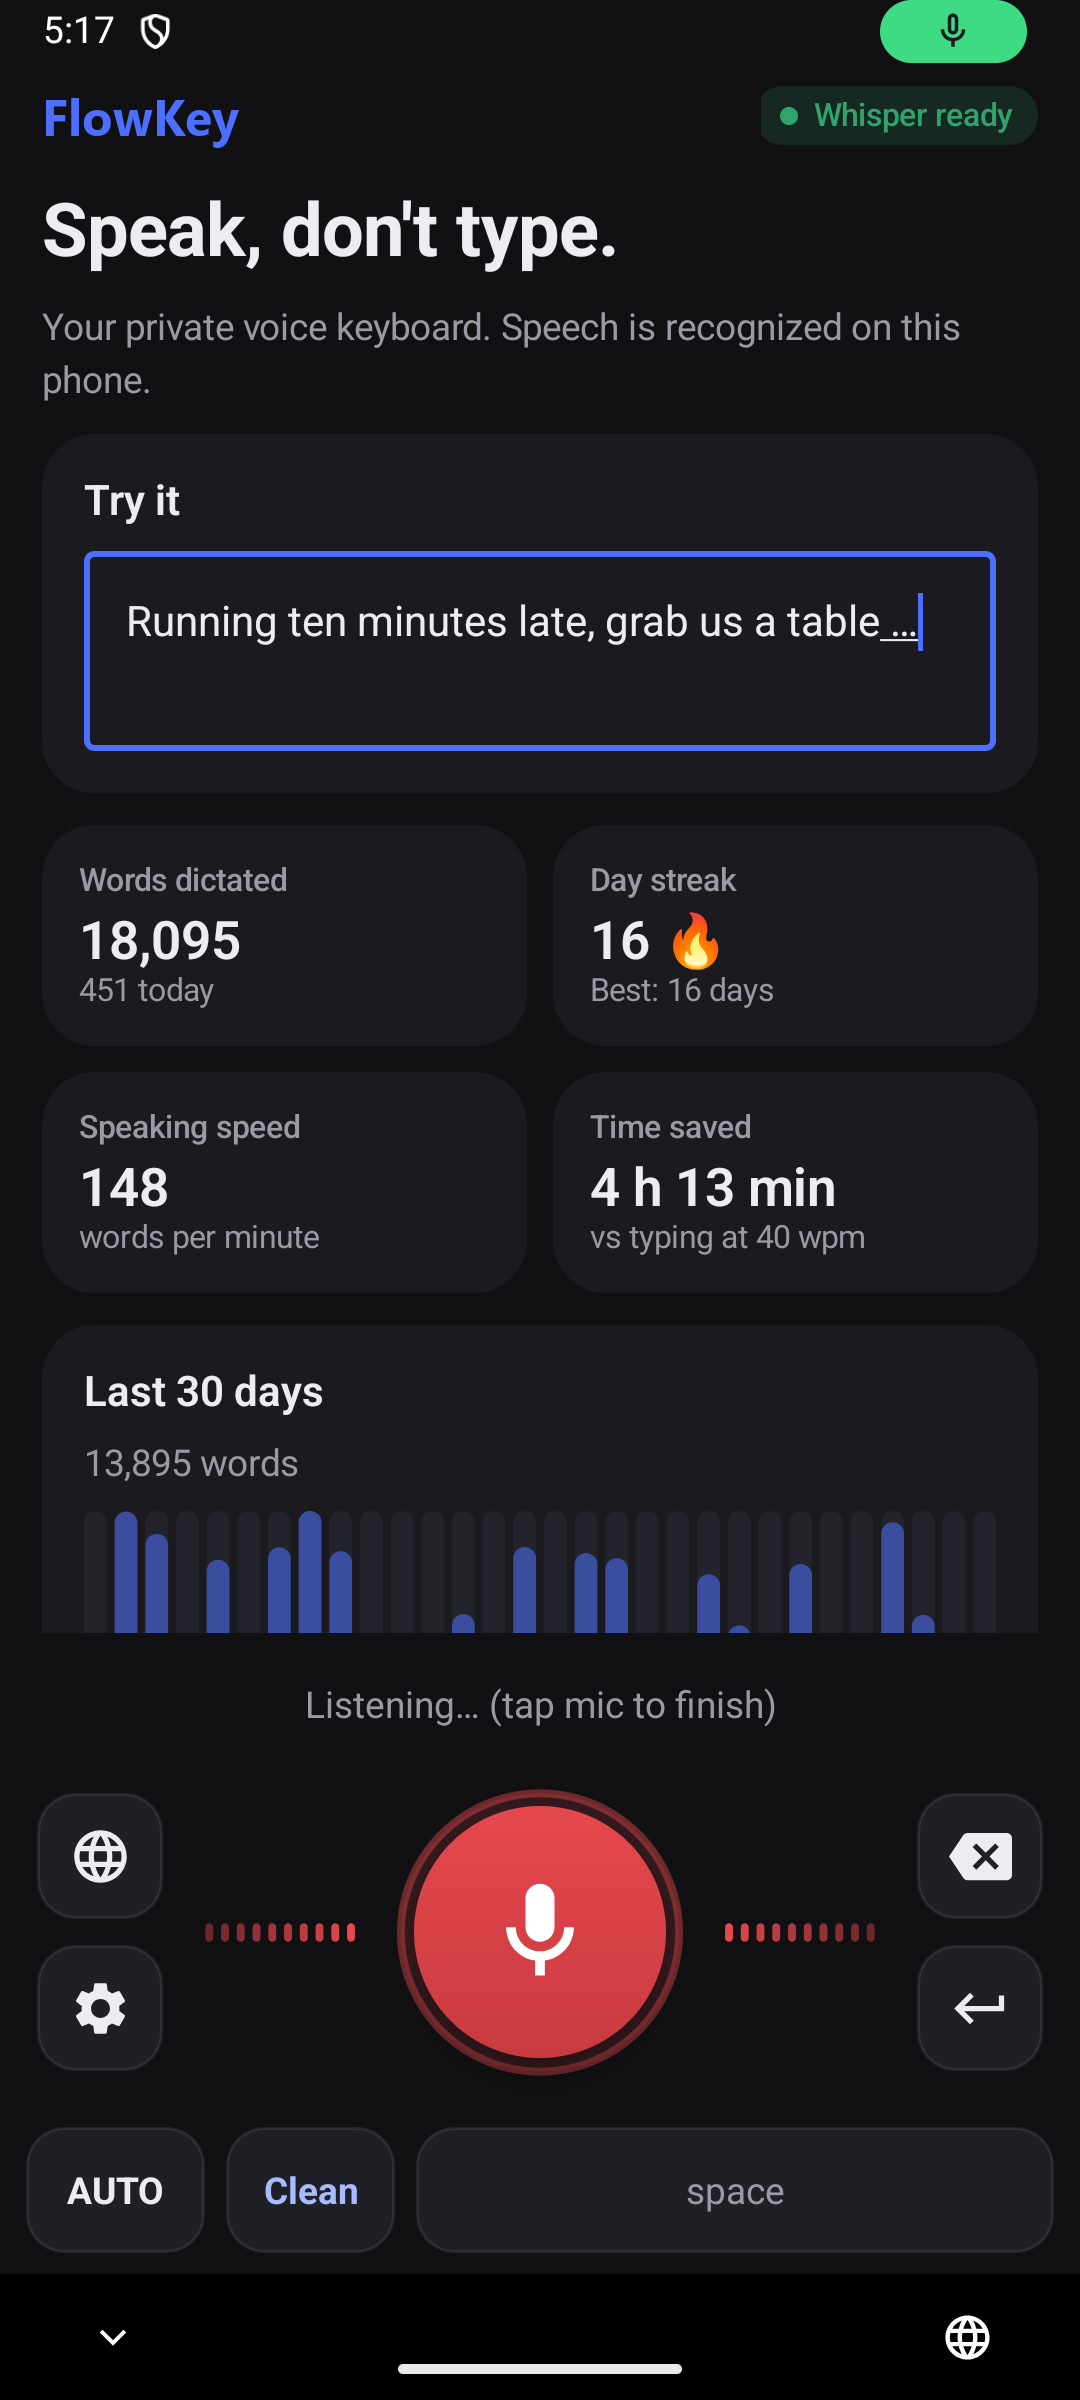 5:17
FlowKey
Whisper ready
Speak, don't type.
Your private voice keyboard. Speech is recognized on this
phone.
Try it
Running ten minutes late, grab us a table ...
Words dictated
18,095
451 today
Day streak
16 🔥
Best: 16 days
Speaking speed
148
words per minute
Time saved
4 h 13 min
vs typing at 40 wpm
Last 30 days
13,895 words
Listening... (tap mic to finish)
AUTO
Clean
space